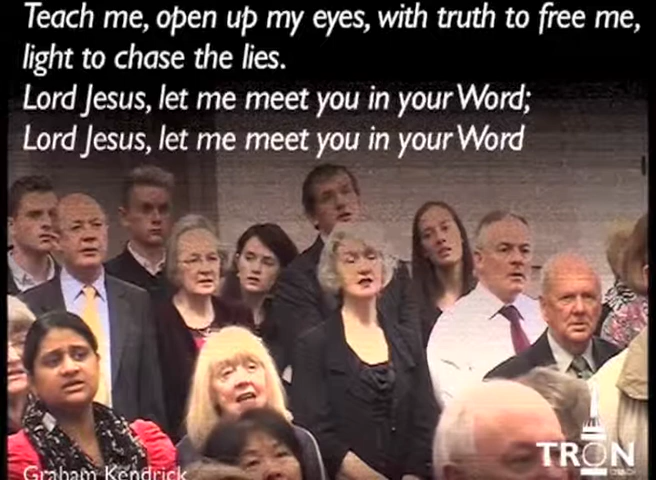 Teach me, open up my eyes, with truth to free me,
light to chase the lies.
Lord Jesus, let me meet you in your Word;
Lord Jesus, let me meet you in your Word
Graham Kendrick
TRON
CHURCH